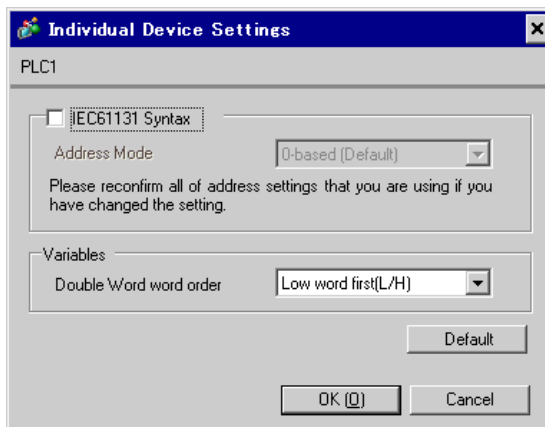 Individual Device Settings
PLC1
IEC61131 Syntax
Address Mode
0-based (Default)
Please reconfirm all of address settings that you are using if you
have changed the setting.
Variables
Double Word word order
Low word first(L/H)
Default
OK (O)
Cancel